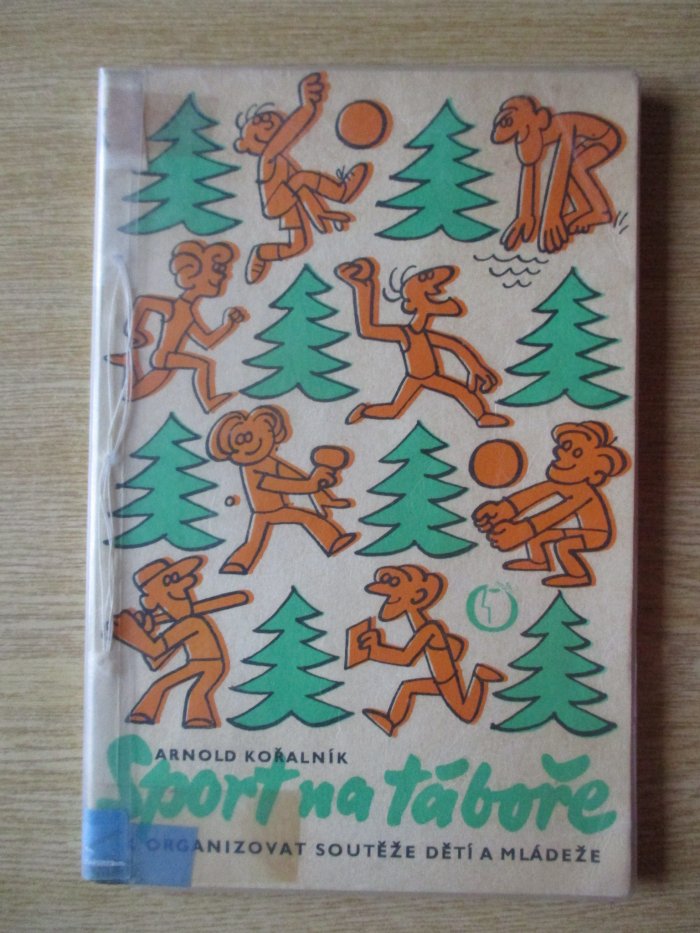 ARNOLD KOŘALNÍK
Sport na táboře
ORGANIZOVAT SOUTĚŽE DĚTÍ A MLÁDEŽE